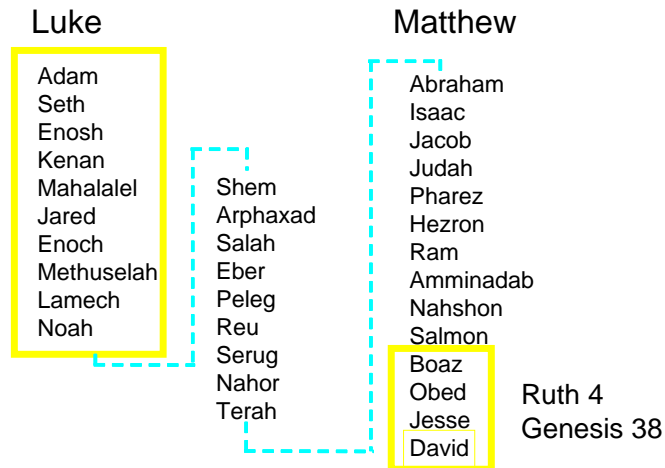 Luke
Adam
Seth
Enosh
Kenan
Mahalalel
Jared
Enoch
Methuselah
Lamech
Noah
Shem
Arphaxad
Salah
Eber
Peleg
Reu
Serug
Nahor
Terah
Matthew
Abraham
Isaac
Jacob
Judah
Pharez
Hezron
Ram
Amminadab
Nahshon
Salmon
Boaz
Obed
Jesse
David
Ruth 4
Genesis 38